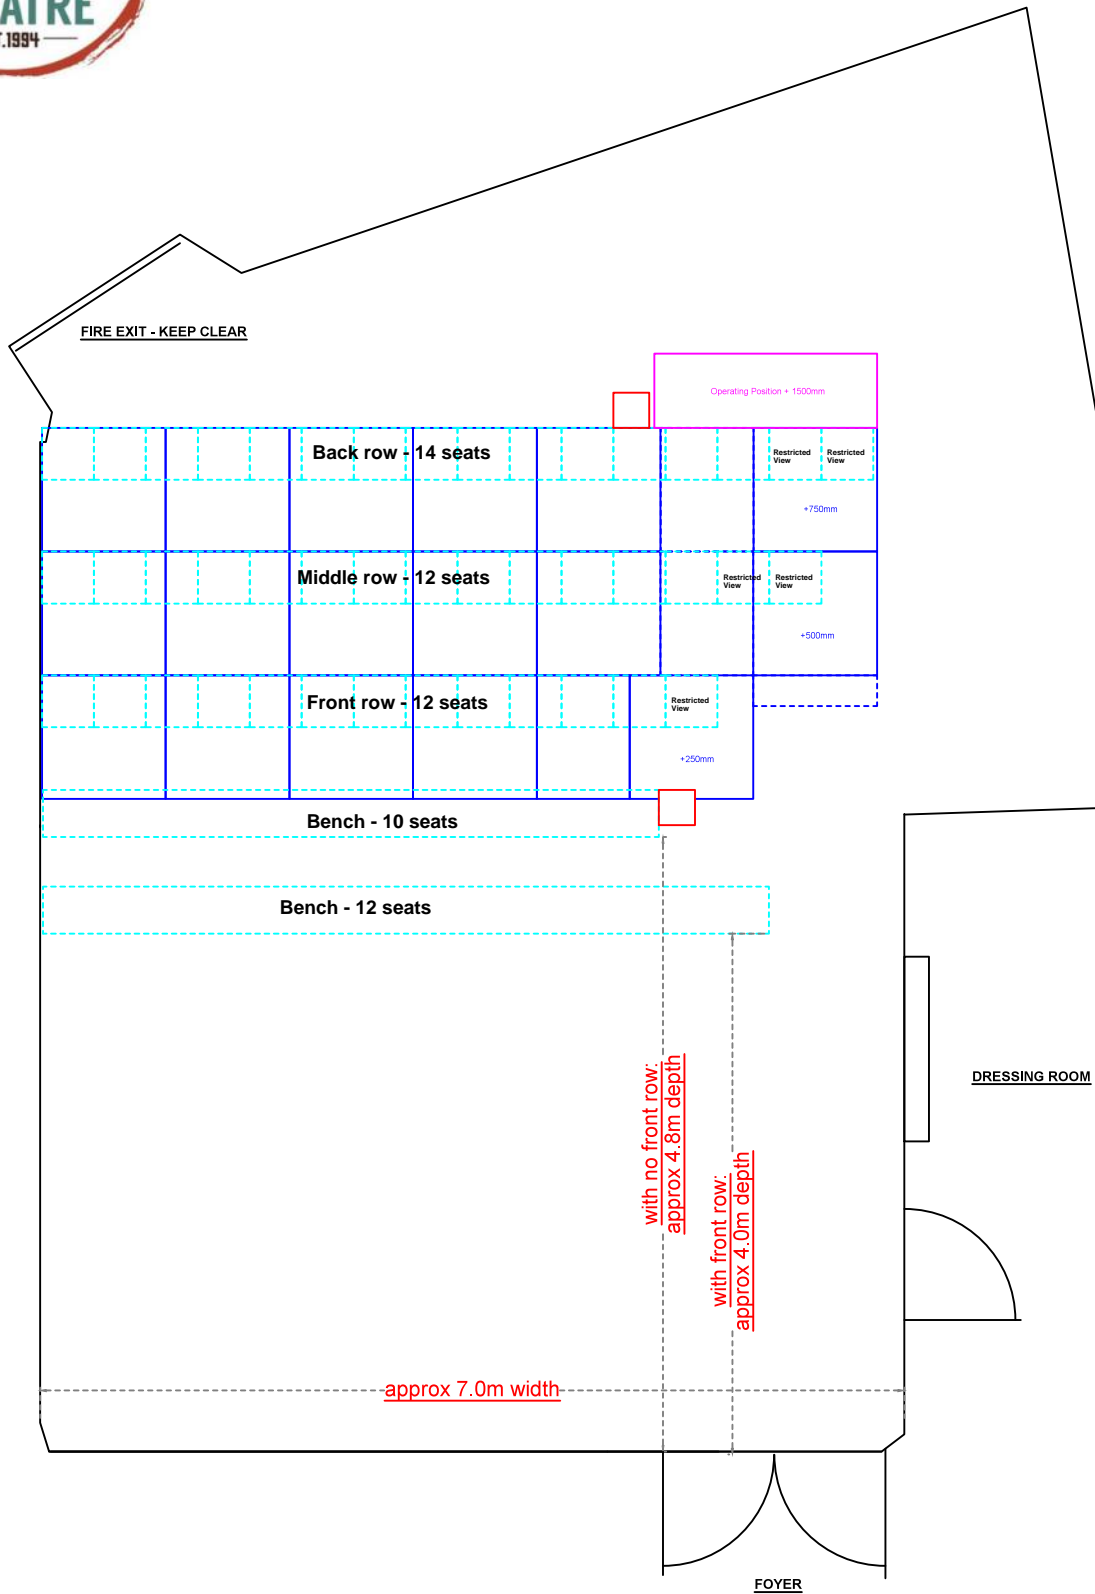 EST.1994
FIRE EXIT - KEEP CLEAR
Operating Position + 1500mm
Back row - 14 seats
Restricted
View
Restricted
View
+750mm
Middle row - 12 seats
Restricted
View
Restricted
View
+500mm
Front row - 12 seats
Restricted
View
+250mm
Bench - 10 seats
Bench - 12 seats
with no front row:
approx 4.8m depth
with front row:
approx 4.0m depth
DRESSING ROOM
approx 7.0m width
FOYER